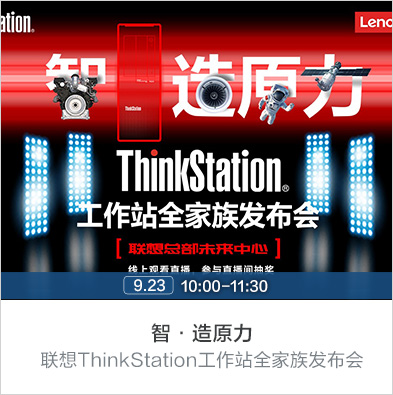 tation
Leno
智造原力
ThinkStation
ThinkStation®
工作站全家族发布会
[ 联想总部未来中心 ]
线上观看直播，参与直播间抽奖
9.23 10:00-11:30
智·造原力
联想ThinkStation工作站全家族发布会